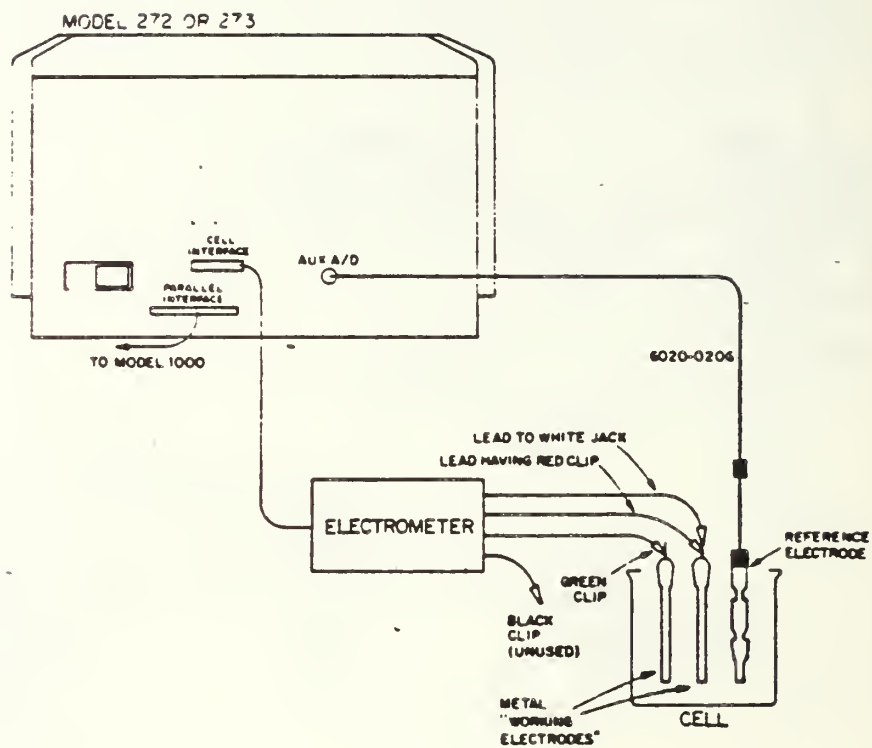 MODEL 272 OR 273
CELL
INTERFACE
AUX A/D
PARALLEL
INTERFACE
TO MODEL 1000
6020-0206
LEAD TO WHITE JACK
LEAD HAVING RED CLIP
ELECTROMETER
REFERENCE
ELECTRODE
GREEN
CLIP
BLACK
CLIP
(UNUSED)
METAL
"WORKING
ELECTRODES"
CELL